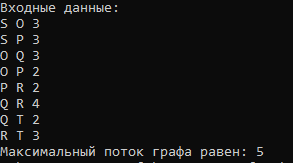 Входные данные:
S O 3
S P 3
O Q 3
O P 2
P R 2
Q R 4
Q T 2
R T 3
Максимальный поток графа равен: 5